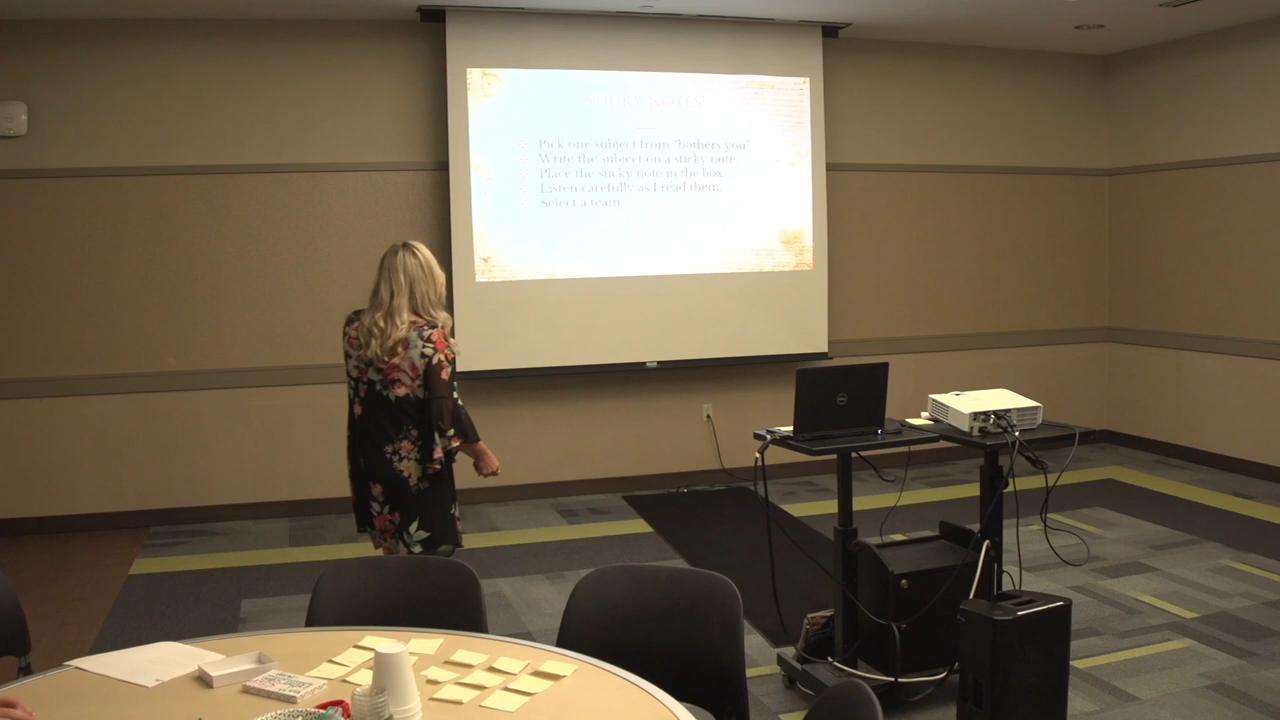 STICKY NOTES!
Pick one subject from "bothers you"
Write the subject on a sticky note.
Place the sticky note in the box.
Listen carefully as I read them.
Select a team
DELL